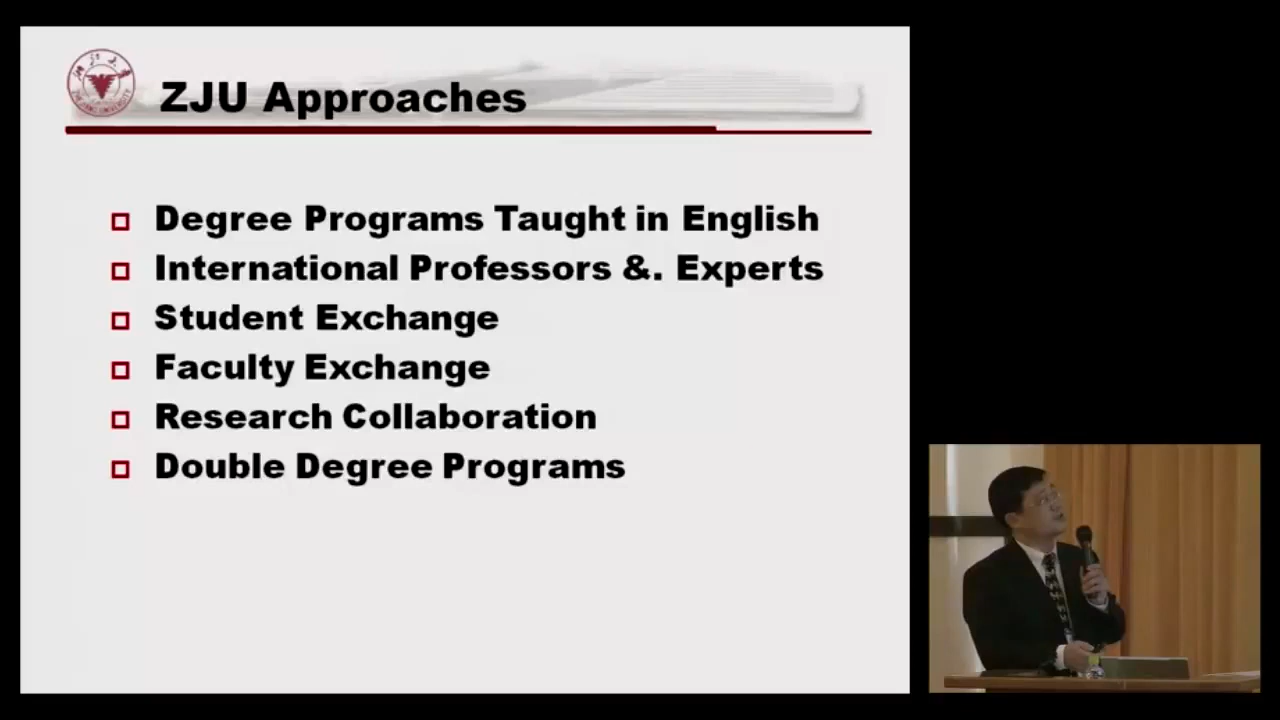 ZJU Approaches
Degree Programs Taught in English
International Professors &. Experts
Student Exchange
Faculty Exchange
Research Collaboration
Double Degree Programs